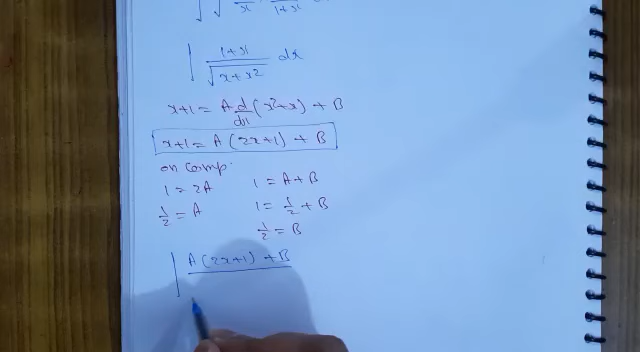 ∫ (1+x)/√(x+x²) dx
x+1 = A d/dx (x²+x) + B
x+1 = A(2x+1) + B
on comp.
1 = 2A 1 = A+B
1/2 = A 1 = 1/2 + B
1/2 = B
∫ A(2x+1) + B